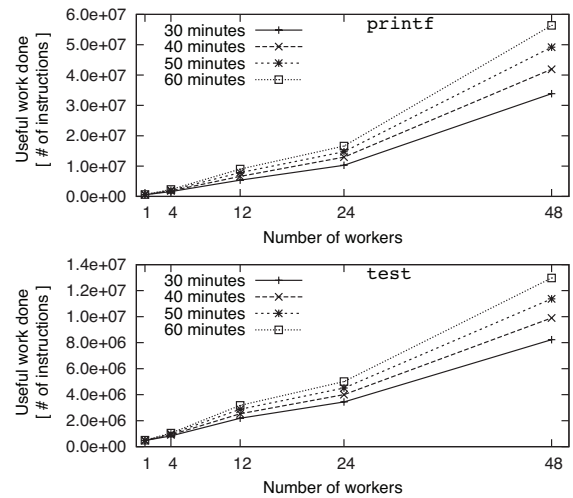 printf
Useful work done
[ # of instructions ]
6.0e+07
5.0e+07
4.0e+07
3.0e+07
2.0e+07
1.0e+07
0.0e+00
30 minutes
40 minutes
50 minutes
60 minutes
1 4 12 24 48
Number of workers
test
Useful work done
[ # of instructions ]
1.4e+07
1.2e+07
1.0e+07
8.0e+06
6.0e+06
4.0e+06
2.0e+06
0.0e+00
30 minutes
40 minutes
50 minutes
60 minutes
1 4 12 24 48
Number of workers